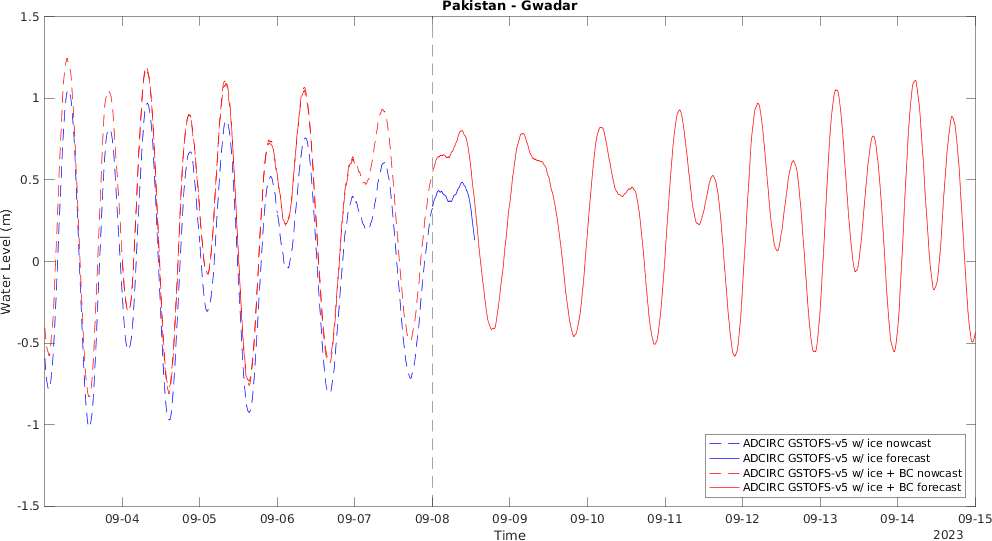 Pakistan - Gwadar
1.5
1
0.5
0
-0.5
-1
-1.5
Water Level (m)
09-04
09-05
09-06
09-07
09-08
09-09
09-10
09-11
09-12
09-13
09-14
09-15
Time
2023
ADCIRC GSTOFS-v5 w/ ice nowcast
ADCIRC GSTOFS-v5 w/ ice forecast
ADCIRC GSTOFS-v5 w/ ice + BC nowcast
ADCIRC GSTOFS-v5 w/ ice + BC forecast